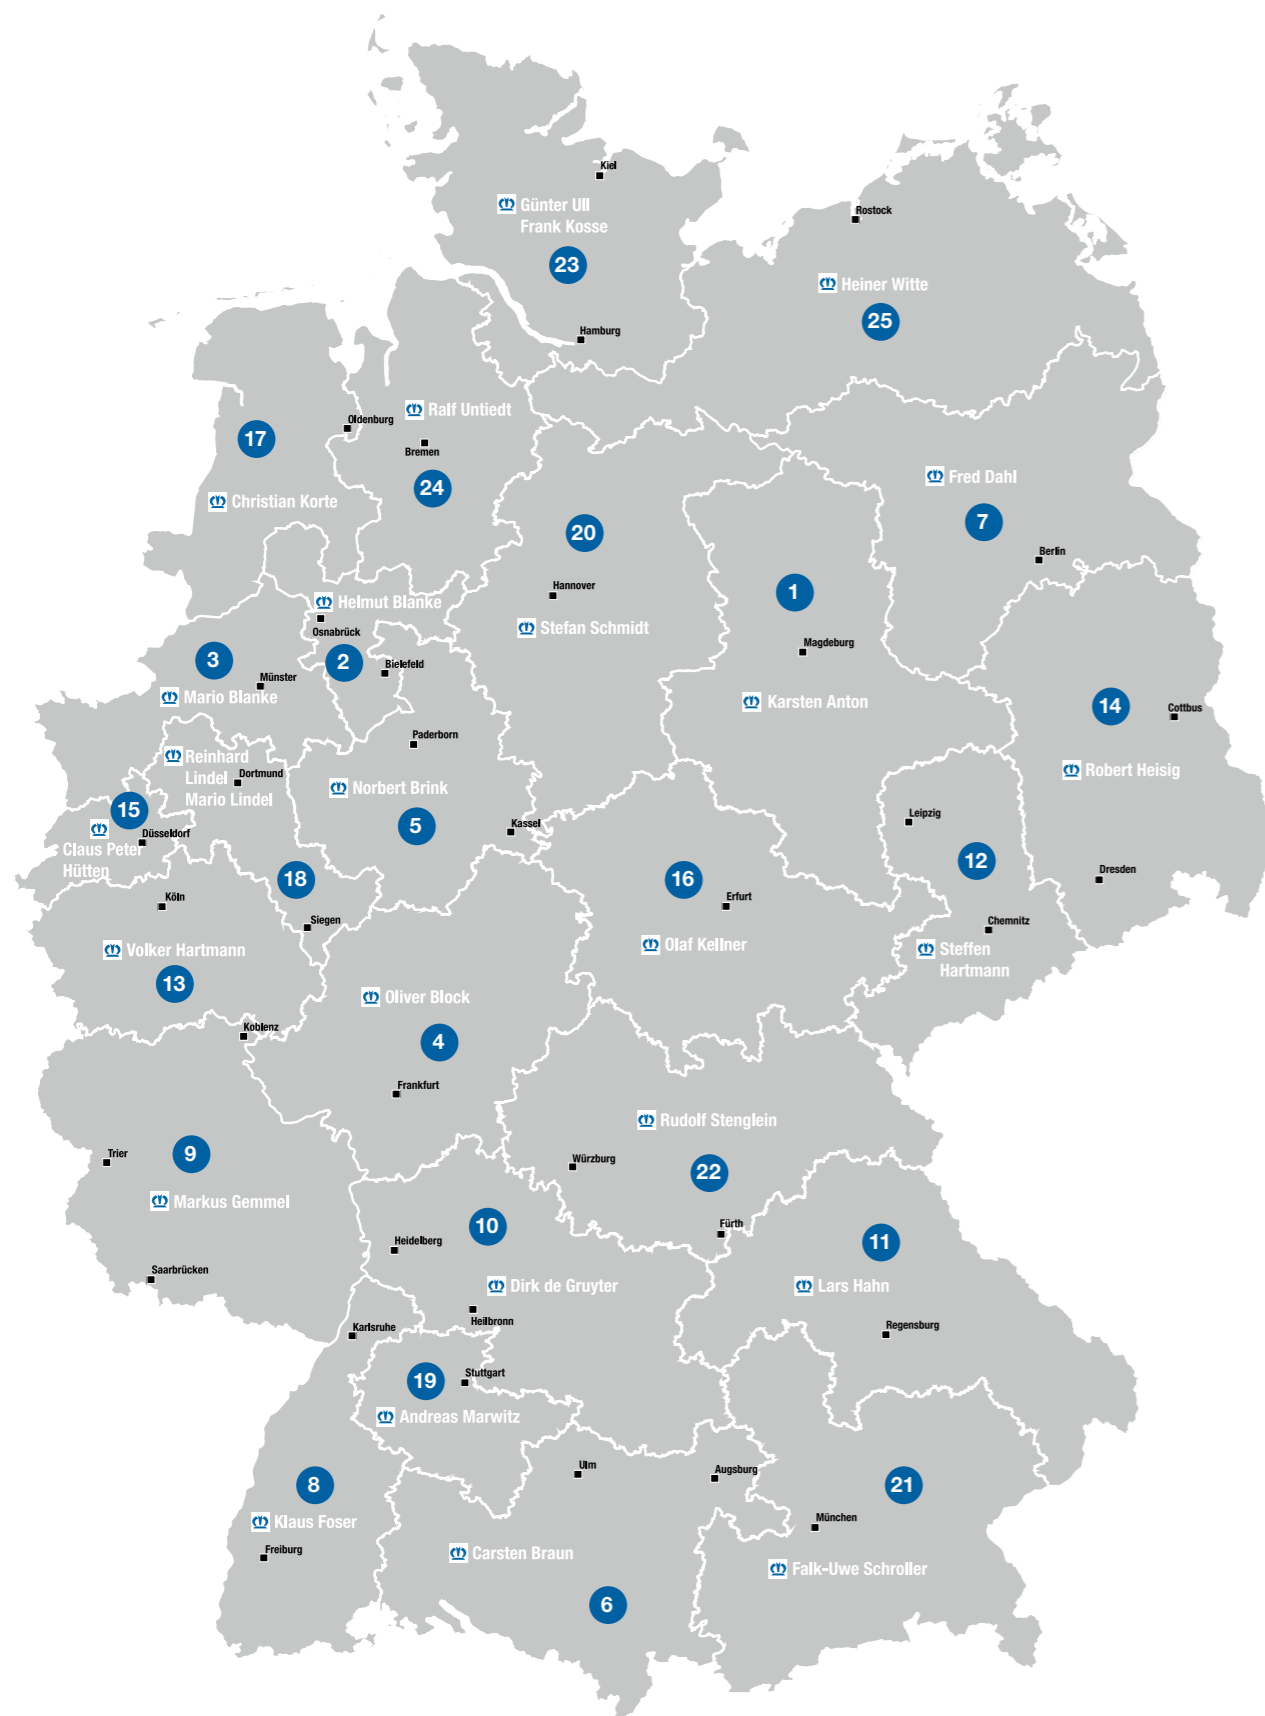 Kiel
Günter Ull
Frank Kosse
23
Rostock
Heiner Witte
25
Hamburg
Ralf Untiedt
Oldenburg
17
Bremen
24
Christian Korte
Fred Dahl
7
Berlin
20
Hannover
Stefan Schmidt
1
Magdeburg
Karsten Anton
Helmut Blanke
Osnabrück
2
3
Münster
Mario Blanke
Bielefeld
Paderborn
14
Cottbus
Robert Heisig
Reinhard
Lindel
Mario Lindel
Dortmund
Norbert Brink
5
Kassel
15
Claus Peter
Hütten
Düsseldorf
Leipzig
12
Dresden
18
Siegen
16
Erfurt
Olaf Kellner
Chemnitz
Steffen
Hartmann
Köln
Volker Hartmann
13
Oliver Block
4
Koblenz
Frankfurt
Rudolf Stenglein
22
Würzburg
Fürth
Trier
9
Markus Gemmel
Saarbrücken
10
Heidelberg
Dirk de Gruyter
Heilbronn
11
Lars Hahn
Regensburg
Karlsruhe
19
Stuttgart
Andreas Marwitz
Ulm
Augsburg
21
München
Falk-Uwe Schroller
8
Klaus Foser
Freiburg
Carsten Braun
6